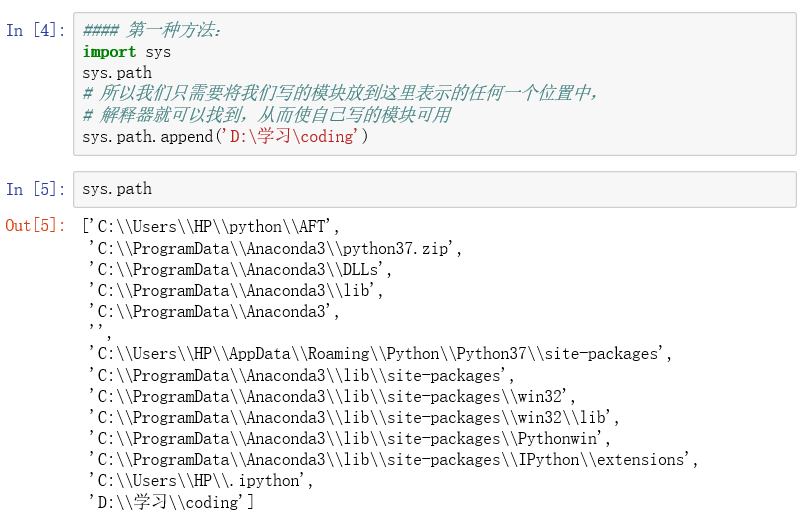 In [4]: #### 第一种方法：
import sys
sys.path
# 所以我们只需要将我们写的模块放到这里表示的任何一个位置中，
# 解释器就可以找到，从而使自己写的模块可用
sys.path.append('D:\学习\coding')
In [5]: sys.path
Out[5]: ['C:\\Users\\HP\\python\\AFT',
'C:\\ProgramData\\Anaconda3\\python37.zip',
'C:\\ProgramData\\Anaconda3\\DLLs',
'C:\\ProgramData\\Anaconda3\\lib',
'C:\\ProgramData\\Anaconda3',
'',
'C:\\Users\\HP\\AppData\\Roaming\\Python\\Python37\\site-packages',
'C:\\ProgramData\\Anaconda3\\lib\\site-packages',
'C:\\ProgramData\\Anaconda3\\lib\\site-packages\\win32',
'C:\\ProgramData\\Anaconda3\\lib\\site-packages\\win32\\lib',
'C:\\ProgramData\\Anaconda3\\lib\\site-packages\\Pythonwin',
'C:\\ProgramData\\Anaconda3\\lib\\site-packages\\IPython\\extensions',
'C:\\Users\\HP\\.ipython',
'D:\\学习\\coding']